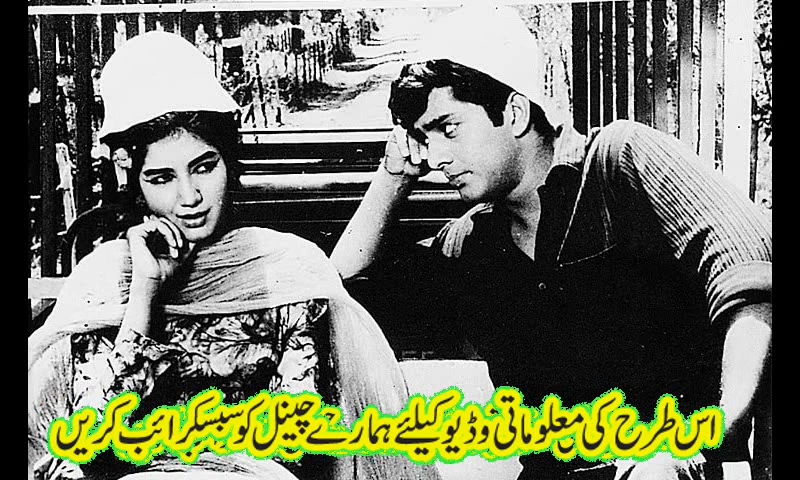 اس طرح کی معلوماتی وڈیو کیلئے ہمارے چینل کو سبسکرائب کریں